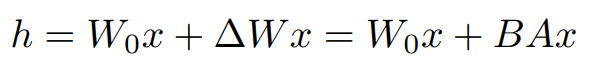 h = W₀x + ΔWx = W₀x + BAx